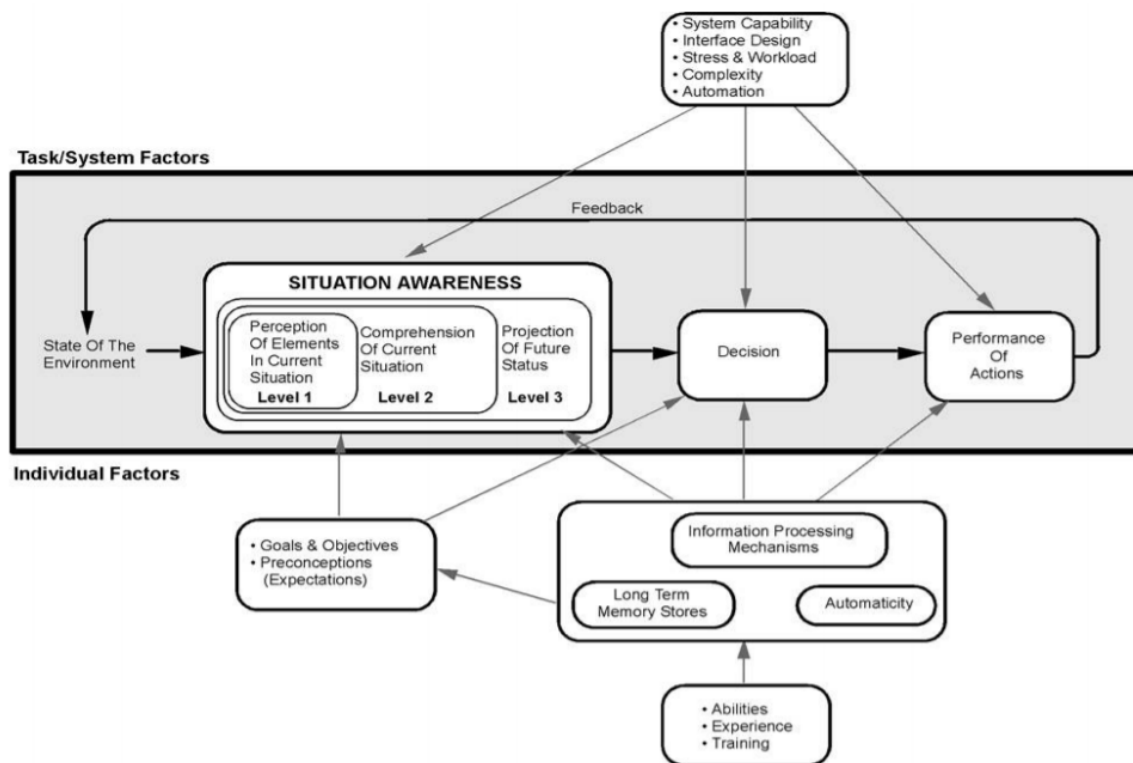 • System Capability
• Interface Design
• Stress & Workload
• Complexity
• Automation
Task/System Factors
Feedback
SITUATION AWARENESS
Perception
Of Elements
In Current
Situation
Level 1
Comprehension
Of Current
Situation
Level 2
Projection
Of Future
Status
Level 3
State Of The
Environment
Decision
Performance
Of
Actions
Individual Factors
• Goals & Objectives
• Preconceptions
(Expectations)
Information Processing
Mechanisms
Long Term
Memory Stores
Automaticity
• Abilities
• Experience
• Training